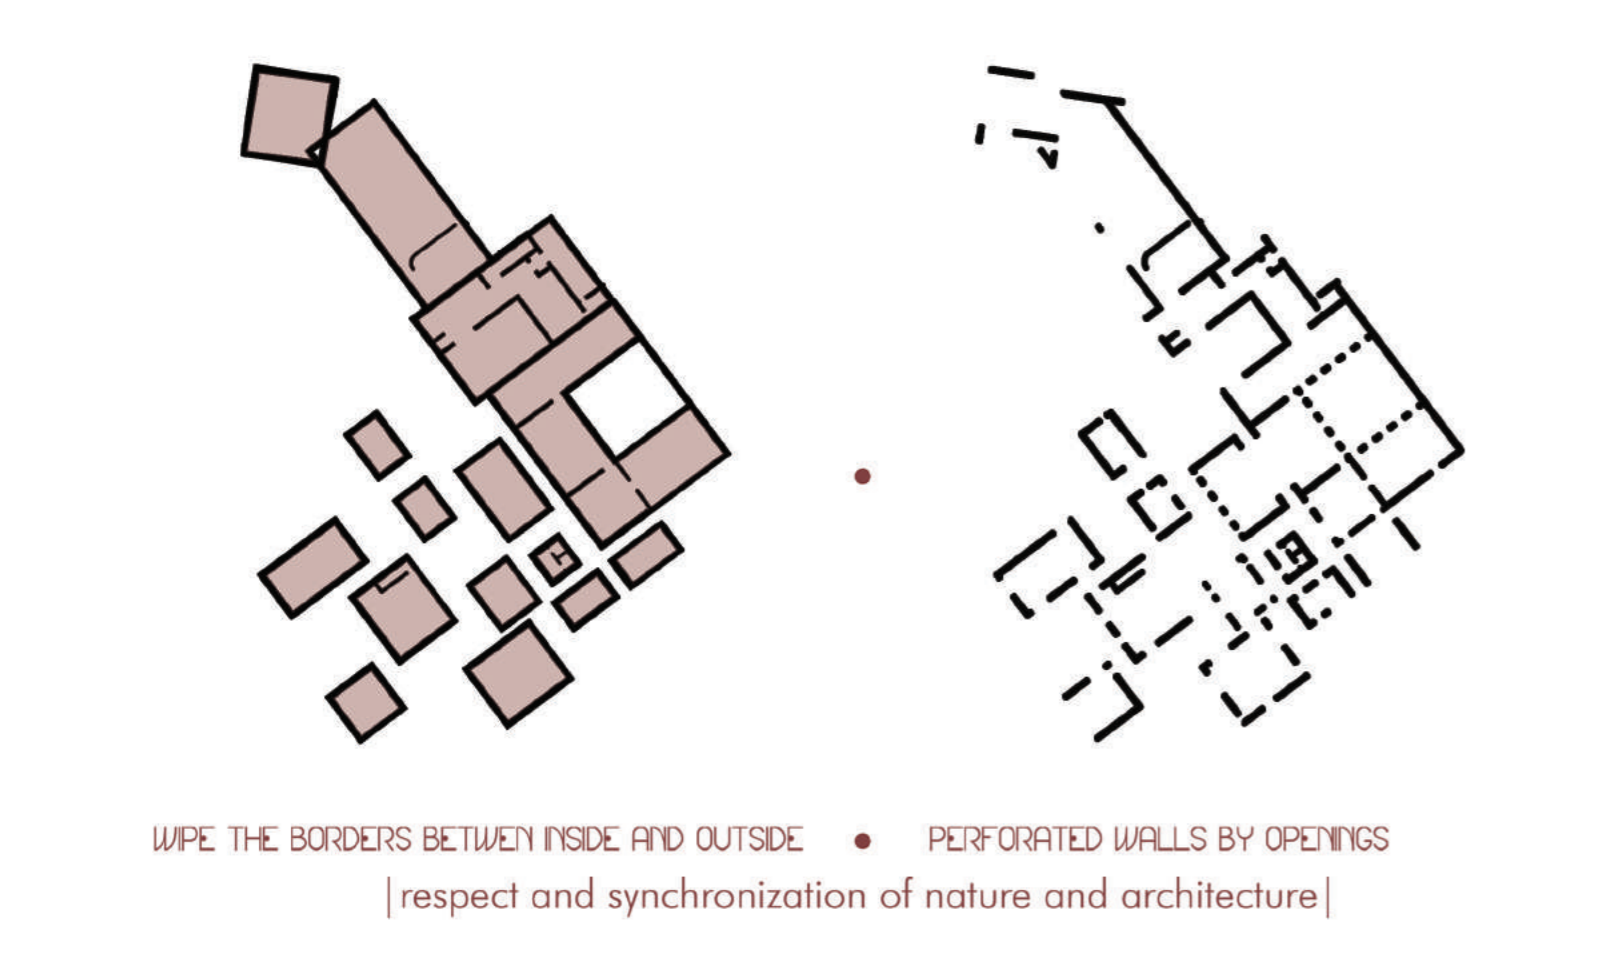 WIPE THE BORDERS BETWEN INSIDE AND OUTSIDE • PERFORATED WALLS BY OPENINGS
|respect and synchronization of nature and architecture|